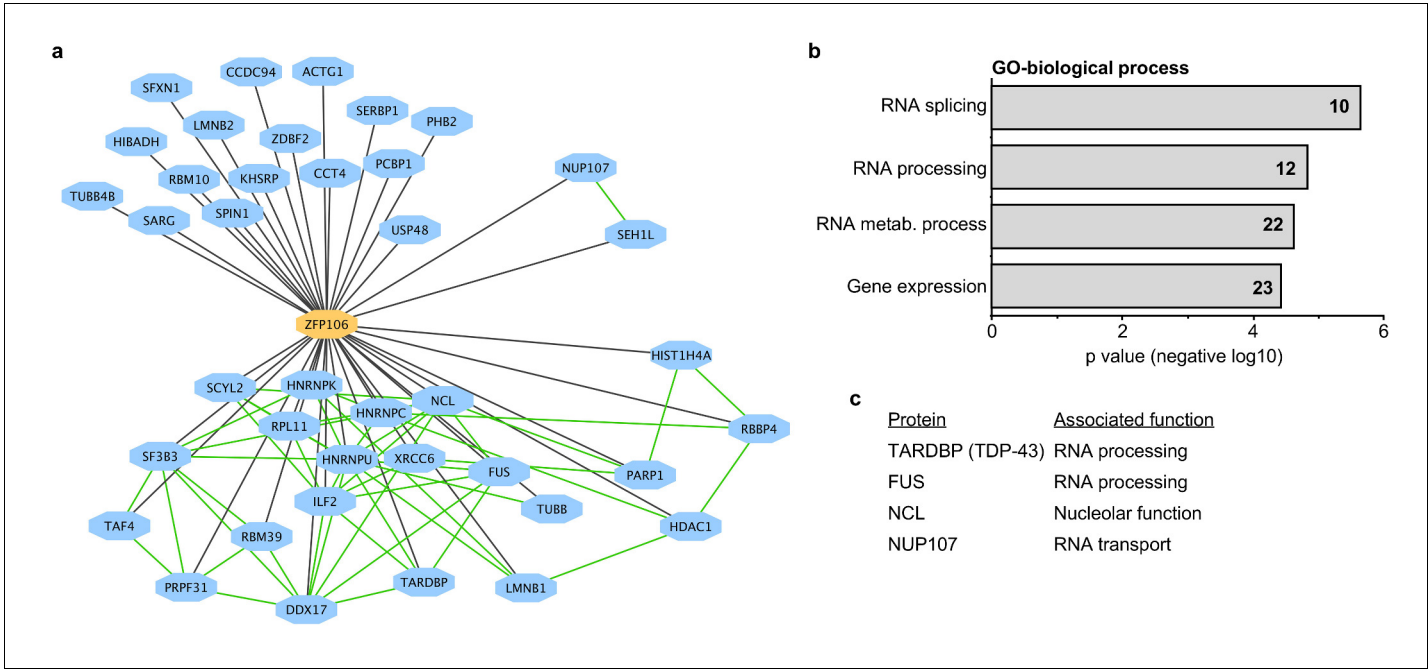 a
CCDC94
ACTG1
SFXN1
SERBP1
LMNB2
PHB2
ZDBF2
HIBADH
PCBP1
NUP107
RBM10
KHSRP
CCT4
TUBB4B
SPIN1
SARG
USP48
SEH1L
ZFP106
HIST1H4A
SCYL2
HNRNPK
NCL
HNRNPC
RPL11
RBBP4
SF3B3
HNRNPU
XRCC6
FUS
PARP1
ILF2
TUBB
TAF4
HDAC1
RBM39
PRPF31
TARDBP
LMNB1
DDX17
b
GO-biological process
RNA splicing
10
RNA processing
12
RNA metab. process
22
Gene expression
23
0 2 4 6
p value (negative log10)
c
Protein Associated function
TARDBP (TDP-43) RNA processing
FUS RNA processing
NCL Nucleolar function
NUP107 RNA transport